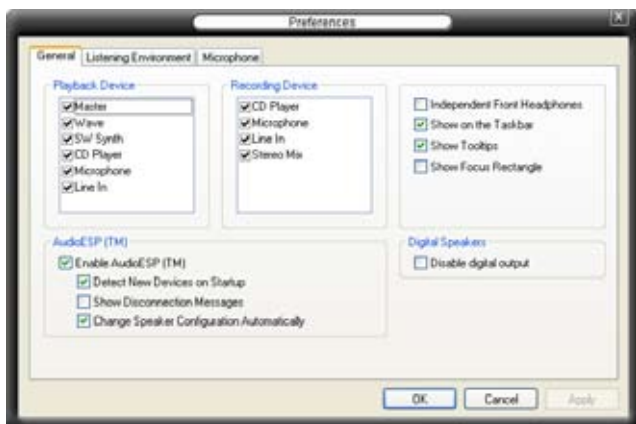 Preferences
X
General Listening Environment Microphone
Playback Device
Master
Wave
SW Synth
CD Player
Microphone
Line In
Recording Device
CD Player
Microphone
Line In
Stereo Mix
Independent Front Headphones
Show on the Taskbar
Show Tooltips
Show Focus Rectangle
AudioESP (TM)
Enable AudioESP (TM)
Detect New Devices on Startup
Show Disconnection Messages
Change Speaker Configuration Automatically
Digital Speakers
Disable digital output
OK Cancel Apply